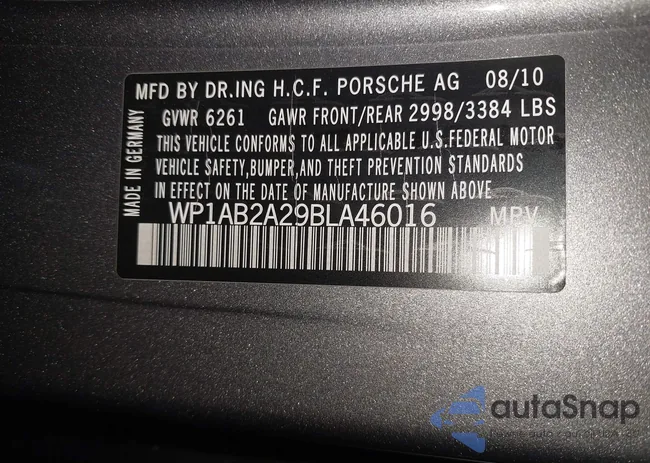 MFD BY DR.ING H.C.F. PORSCHE AG 08/10
GVWR 6261 GAWR FRONT/REAR 2998/3384 LBS
THIS VEHICLE CONFORMS TO ALL APPLICABLE U.S.FEDERAL MOTOR
VEHICLE SAFETY,BUMPER,AND THEFT PREVENTION STANDARDS
IN EFFECT ON THE DATE OF MANUFACTURE SHOWN ABOVE
WP1AB2A29BLA46016 MPV
MADE IN GERMANY
autoSnap